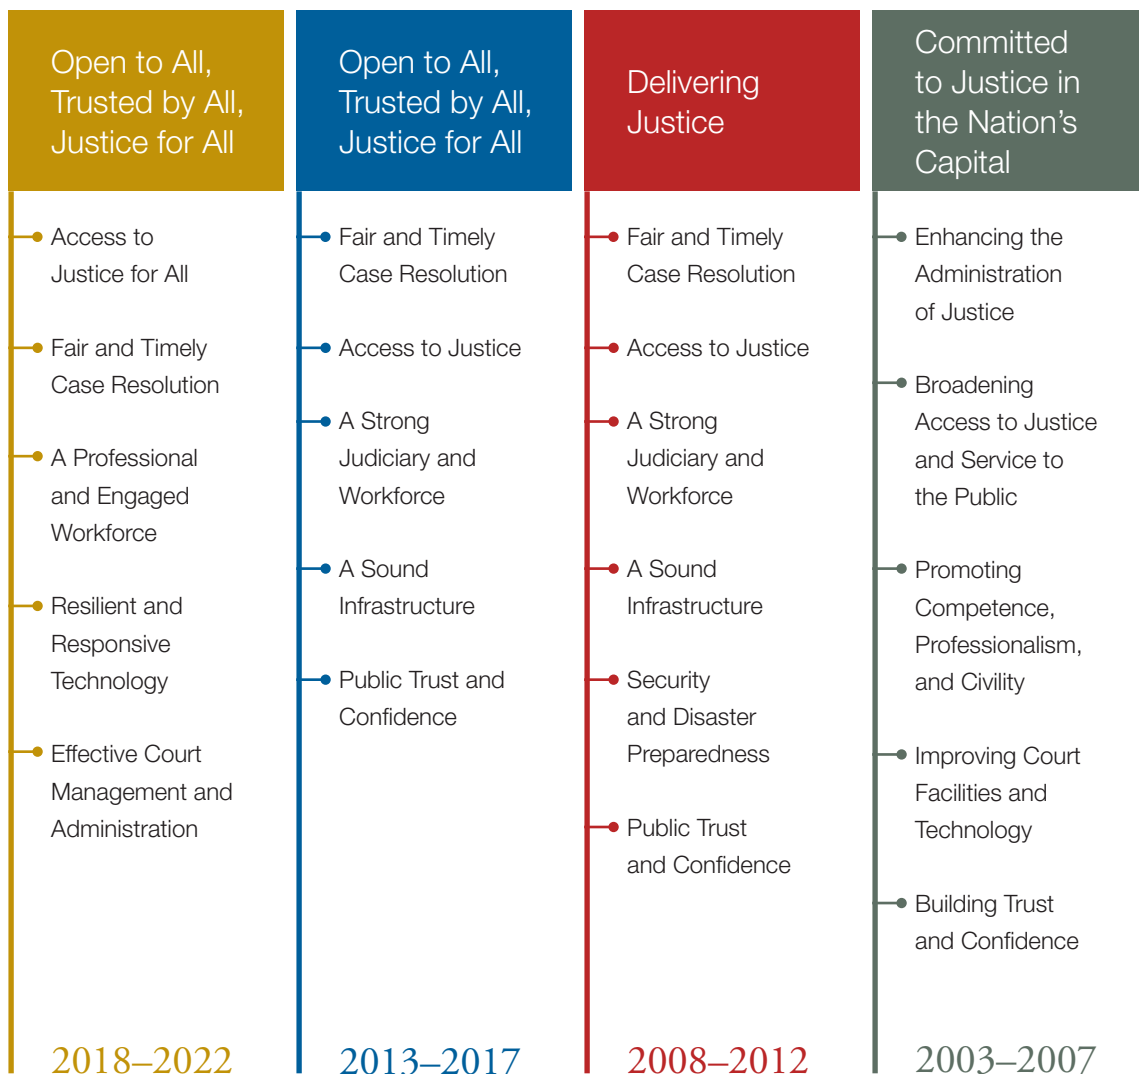 Open to All,
Trusted by All,
Justice for All
Access to
Justice for All
Fair and Timely
Case Resolution
A Professional
and Engaged
Workforce
Resilient and
Responsive
Technology
Effective Court
Management and
Administration
2018–2022
Open to All,
Trusted by All,
Justice for All
Fair and Timely
Case Resolution
Access to Justice
A Strong
Judiciary and
Workforce
A Sound
Infrastructure
Public Trust and
Confidence
2013–2017
Delivering
Justice
Fair and Timely
Case Resolution
Access to Justice
A Strong
Judiciary and
Workforce
A Sound
Infrastructure
Security
and Disaster
Preparedness
Public Trust
and Confidence
2008–2012
Committed
to Justice in
the Nation’s
Capital
Enhancing the
Administration
of Justice
Broadening
Access to Justice
and Service to
the Public
Promoting
Competence,
Professionalism,
and Civility
Improving Court
Facilities and
Technology
Building Trust
and Confidence
2003–2007